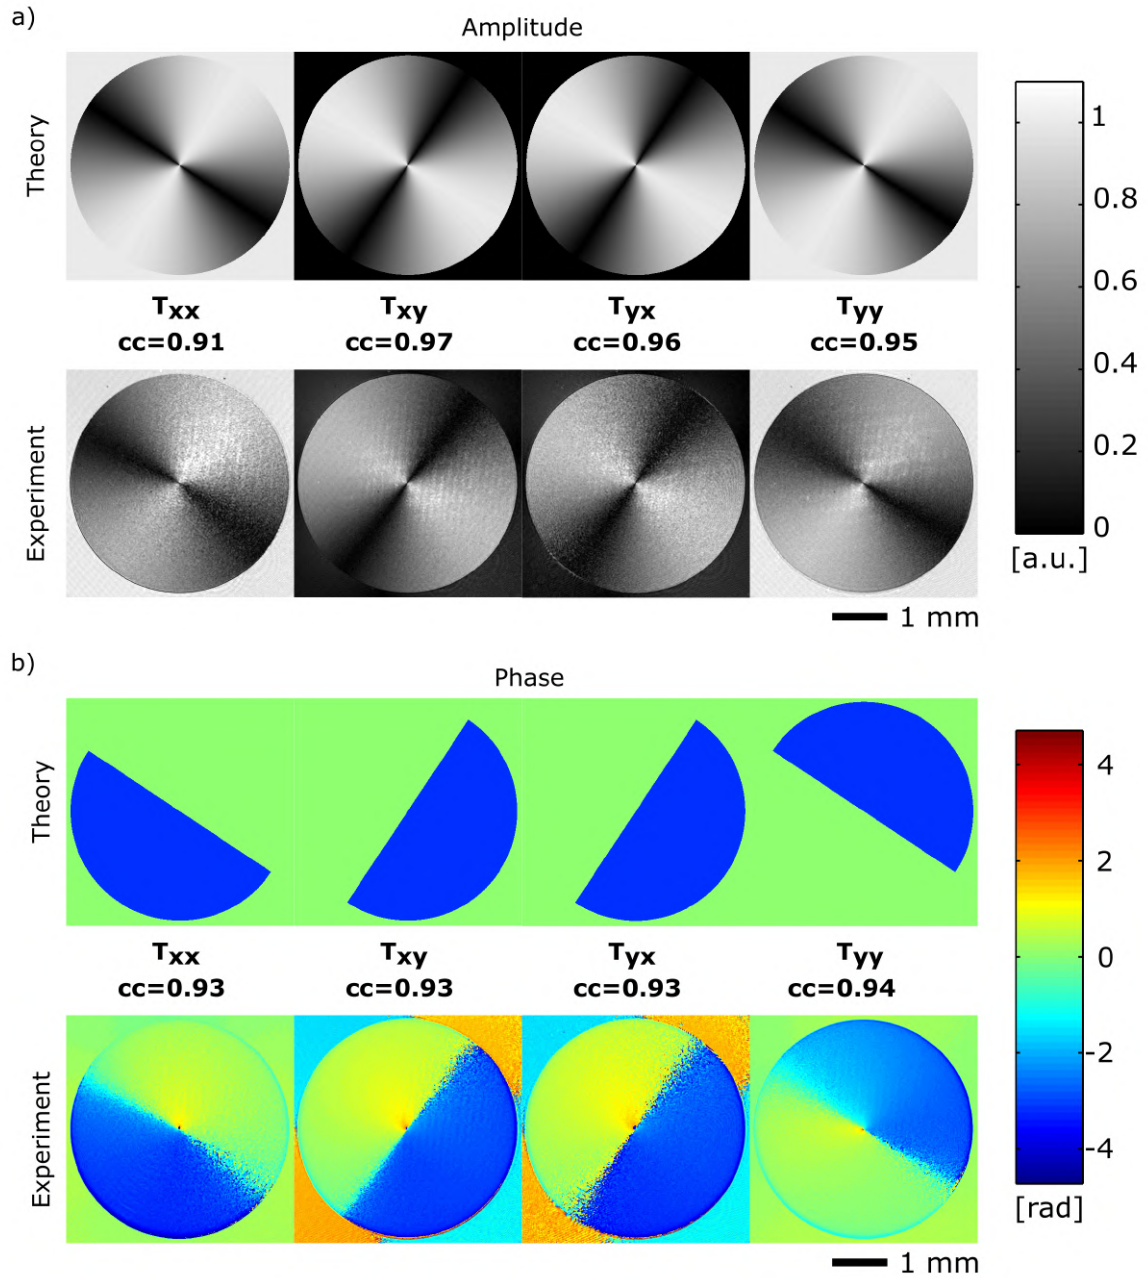 a)
Amplitude
Theory
Txx Txy Tyx Tyy
cc=0.91 cc=0.97 cc=0.96 cc=0.95
Experiment
1
0.8
0.6
0.4
0.2
0
[a.u.]
1 mm
b)
Phase
Theory
Txx Txy Tyx Tyy
cc=0.93 cc=0.93 cc=0.93 cc=0.94
Experiment
4
2
0
-2
-4
[rad]
1 mm